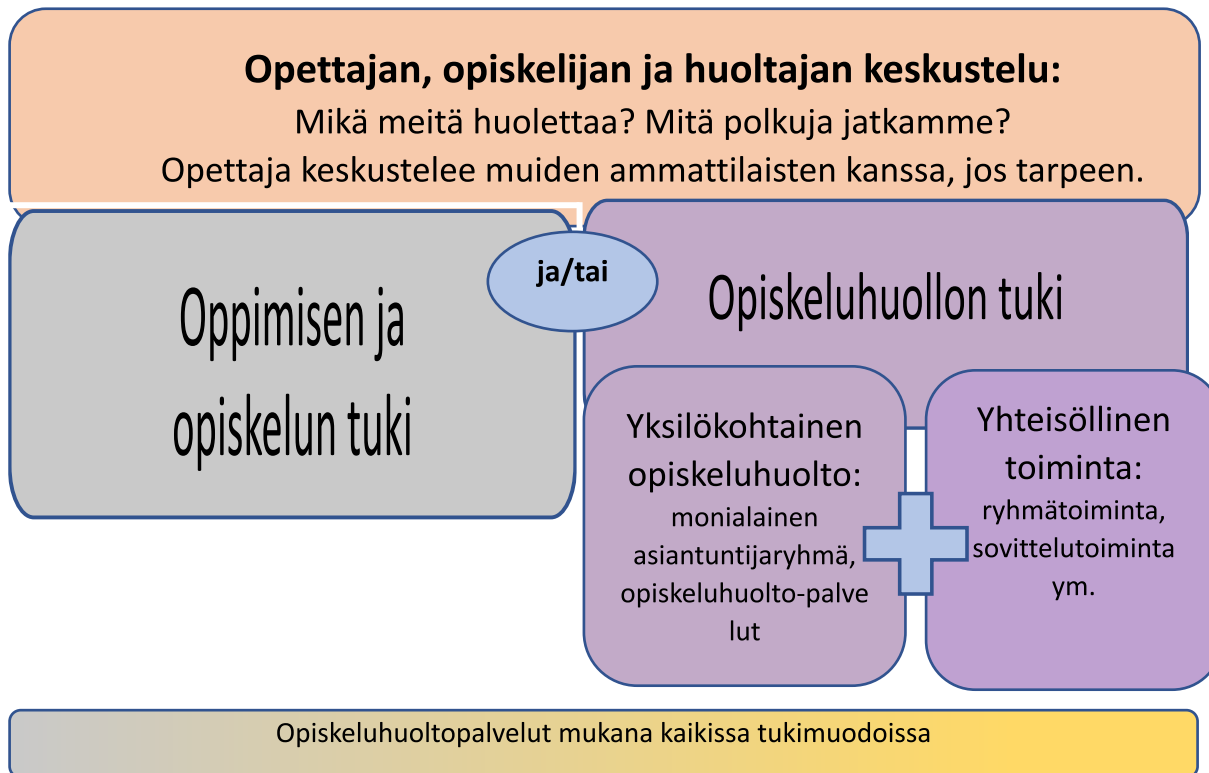 Opettajan, opiskelijan ja huoltajan keskustelu:
Mikä meitä huolettaa? Mitä polkuja jatkamme?
Opettaja keskustelee muiden ammattilaisten kanssa, jos tarpeen.
Oppimisen ja
opiskelun tuki
ja/tai
Opiskeluhuollon tuki
Yksilökohtainen
opiskeluhuolto:
monialainen
asiantuntijaryhmä,
opiskeluhuolto-palve
lut
Yhteisöllinen
toiminta:
ryhmätoiminta,
sovittelutoiminta
ym.
Opiskeluhuoltopalvelut mukana kaikissa tukimuodoissa